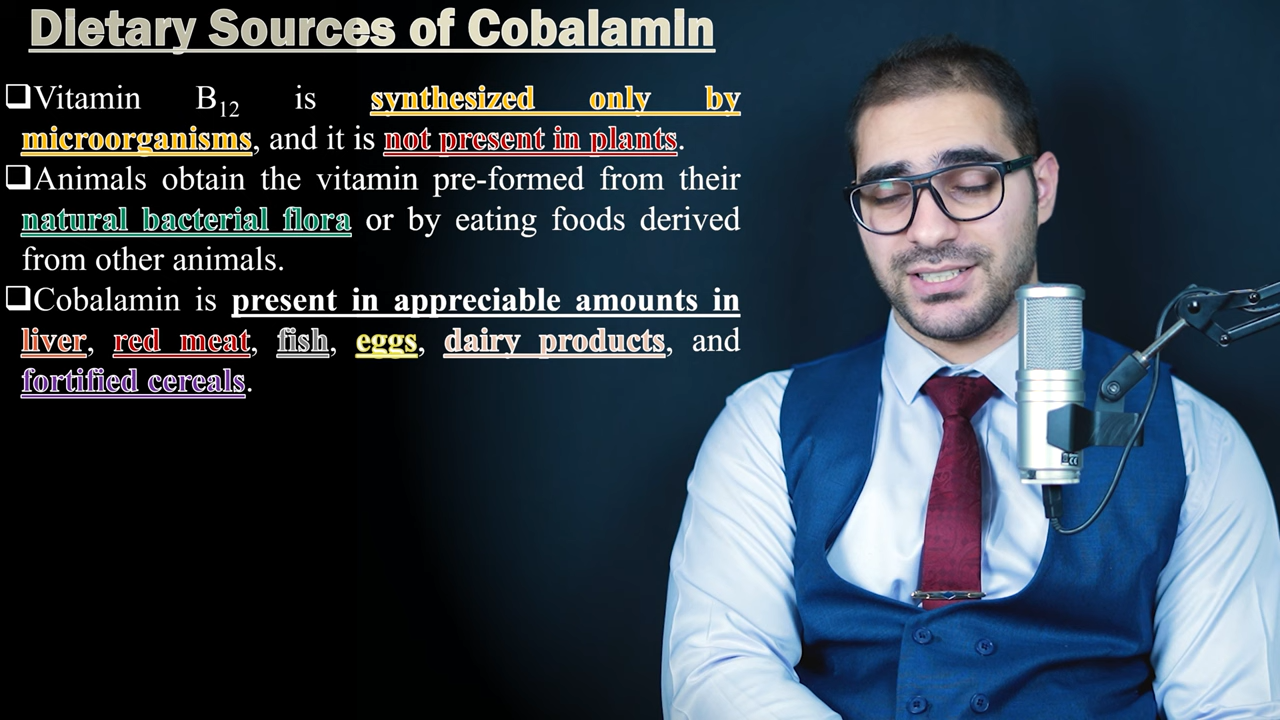 Dietary Sources of Cobalamin
❑Vitamin B12 is synthesized only by
microorganisms, and it is not present in plants.
❑Animals obtain the vitamin pre-formed from their
natural bacterial flora or by eating foods derived
from other animals.
❑Cobalamin is present in appreciable amounts in
liver, red meat, fish, eggs, dairy products, and
fortified cereals.